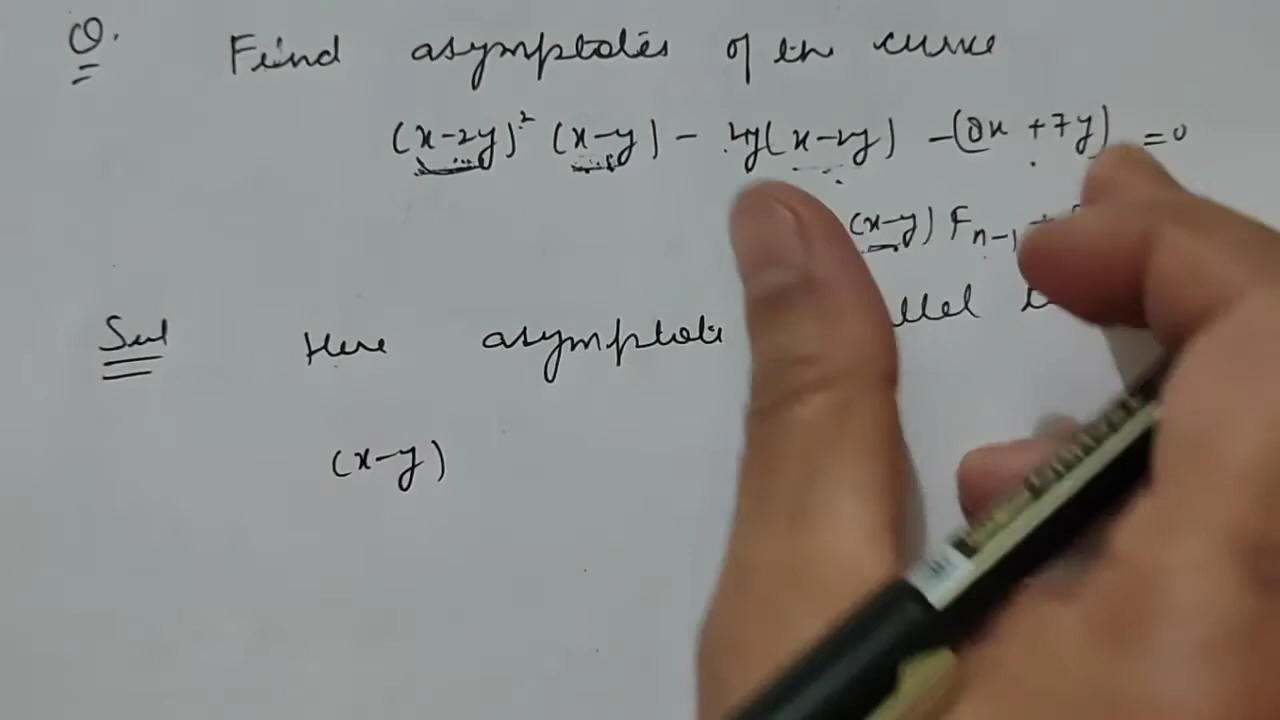 Q. Find asymptotes of the curve
(x-2y)² (x-y) - 4y(x-2y) - (8x + 7y) = 0
(x-y) Fn-1 +
Sol Here asymptote
(x-y)